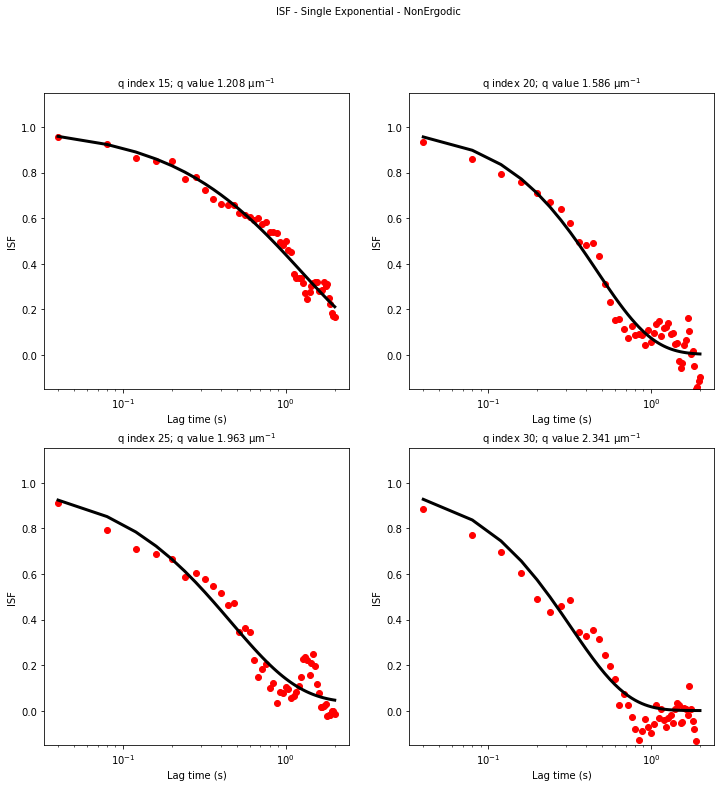 ISF - Single Exponential - NonErgodic
q index 15; q value 1.208 μm⁻¹
q index 20; q value 1.586 μm⁻¹
1.0
0.8
0.6
0.4
0.2
0.0
ISF
10⁻¹
10⁰
Lag time (s)
1.0
0.8
0.6
0.4
0.2
0.0
ISF
10⁻¹
10⁰
Lag time (s)
q index 25; q value 1.963 μm⁻¹
q index 30; q value 2.341 μm⁻¹
1.0
0.8
0.6
0.4
0.2
0.0
ISF
10⁻¹
10⁰
Lag time (s)
1.0
0.8
0.6
0.4
0.2
0.0
ISF
10⁻¹
10⁰
Lag time (s)